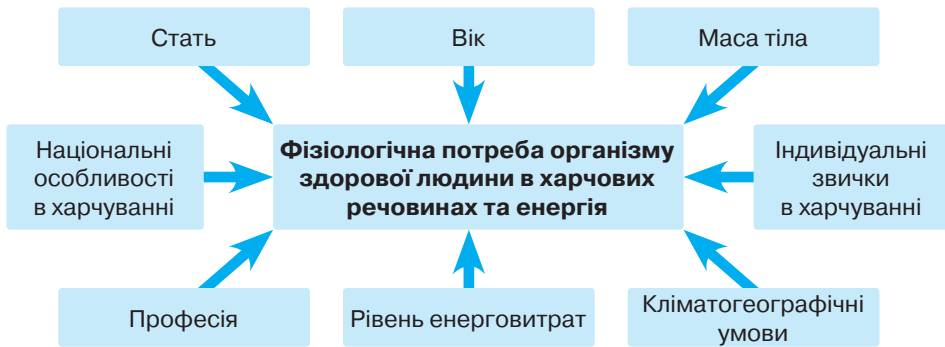 Стать
Вік
Маса тіла
Національні
особливості
в харчуванні
Фізіологічна потреба організму
здорової людини в харчових
речовинах та енергія
Індивідуальні
звички
в харчуванні
Професія
Рівень енерговитрат
Кліматогеографічні
умови